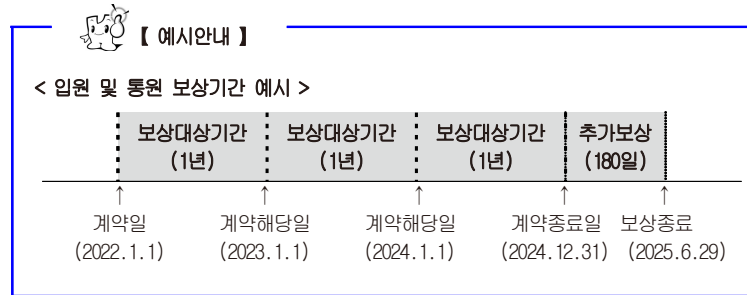 【 예시안내 】
< 입원 및 통원 보상기간 예시 >
보상대상기간 보상대상기간 보상대상기간 추가보상
(1년) (1년) (1년) (180일)
↑ ↑ ↑ ↑ ↑
계약일 계약해당일 계약해당일 계약종료일 보상종료
(2022.1.1) (2023.1.1) (2024.1.1) (2024.12.31) (2025.6.29)